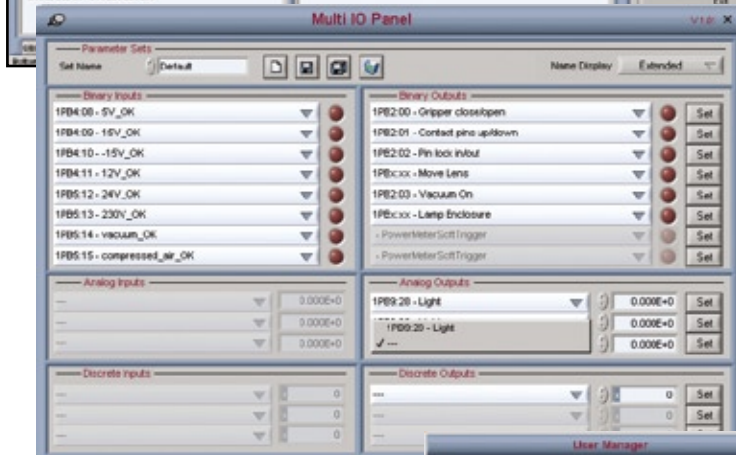 Multi IO Panel
Parameter Sets
Set Name Default Name Display Extended
Binary Inputs
1PB4:08 - 5V_OK
1PB4:09 - 15V_OK
1PB4:10 - -15V_OK
1PB4:11 - 12V_OK
1PB5:12 - 24V_OK
1PB5:13 - 230V_OK
1PB5:14 - vacuum_OK
1PB5:15 - compressed_air_OK
Binary Outputs
1PB2:00 - Gripper close/open Set
1PB2:01 - Contact pins up/down Set
1PB2:02 - Pin lock in/out Set
1PBx:xx - Move Lens Set
1PB2:03 - Vacuum On Set
1PBx:xx - Lamp Enclosure Set
- PowerMeterSoftTrigger Set
- PowerMeterSoftTrigger Set
Analog Inputs
--- 0.000E+0
--- 0.000E+0
--- 0.000E+0
Analog Outputs
1PB9:28 - Light 0.000E+0 Set
0.000E+0 Set
- Light
✓ --- 0.000E+0 Set
Discrete Inputs
--- 0
--- 0
--- 0
Discrete Outputs
--- 0 Set
--- 0 Set
---
User Manager